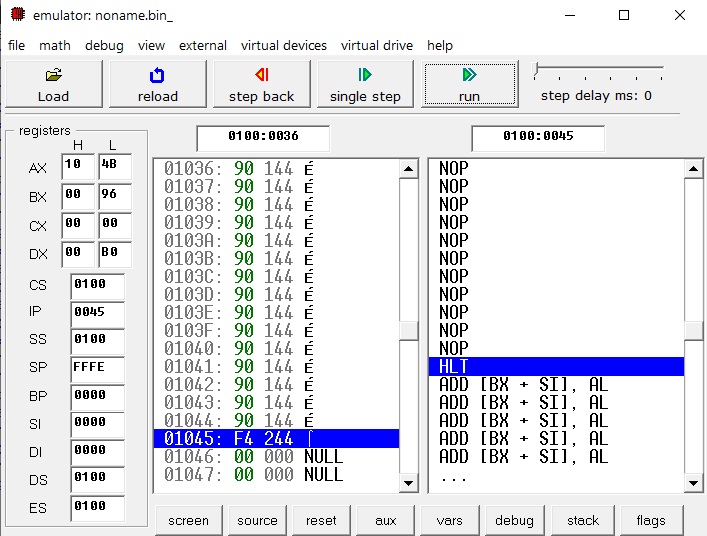 emulator: noname.bin_
file math debug view external virtual devices virtual drive help
Load reload step back single step run step delay ms: 0
registers
H L
AX 10 4B
BX 00 96
CX 00 00
DX 00 B0
CS 0100
IP 0045
SS 0100
SP FFFE
BP 0000
SI 0000
DI 0000
DS 0100
ES 0100
0100:0036
01036: 90 144 É
01037: 90 144 É
01038: 90 144 É
01039: 90 144 É
0103A: 90 144 É
0103B: 90 144 É
0103C: 90 144 É
0103D: 90 144 É
0103E: 90 144 É
0103F: 90 144 É
01040: 90 144 É
01041: 90 144 É
01042: 90 144 É
01043: 90 144 É
01044: 90 144 É
01045: F4 244 ⌠
01046: 00 000 NULL
01047: 00 000 NULL
0100:0045
NOP
NOP
NOP
NOP
NOP
NOP
NOP
NOP
NOP
NOP
NOP
HLT
ADD [BX + SI], AL
ADD [BX + SI], AL
ADD [BX + SI], AL
ADD [BX + SI], AL
ADD [BX + SI], AL
...
screen source reset aux vars debug stack flags